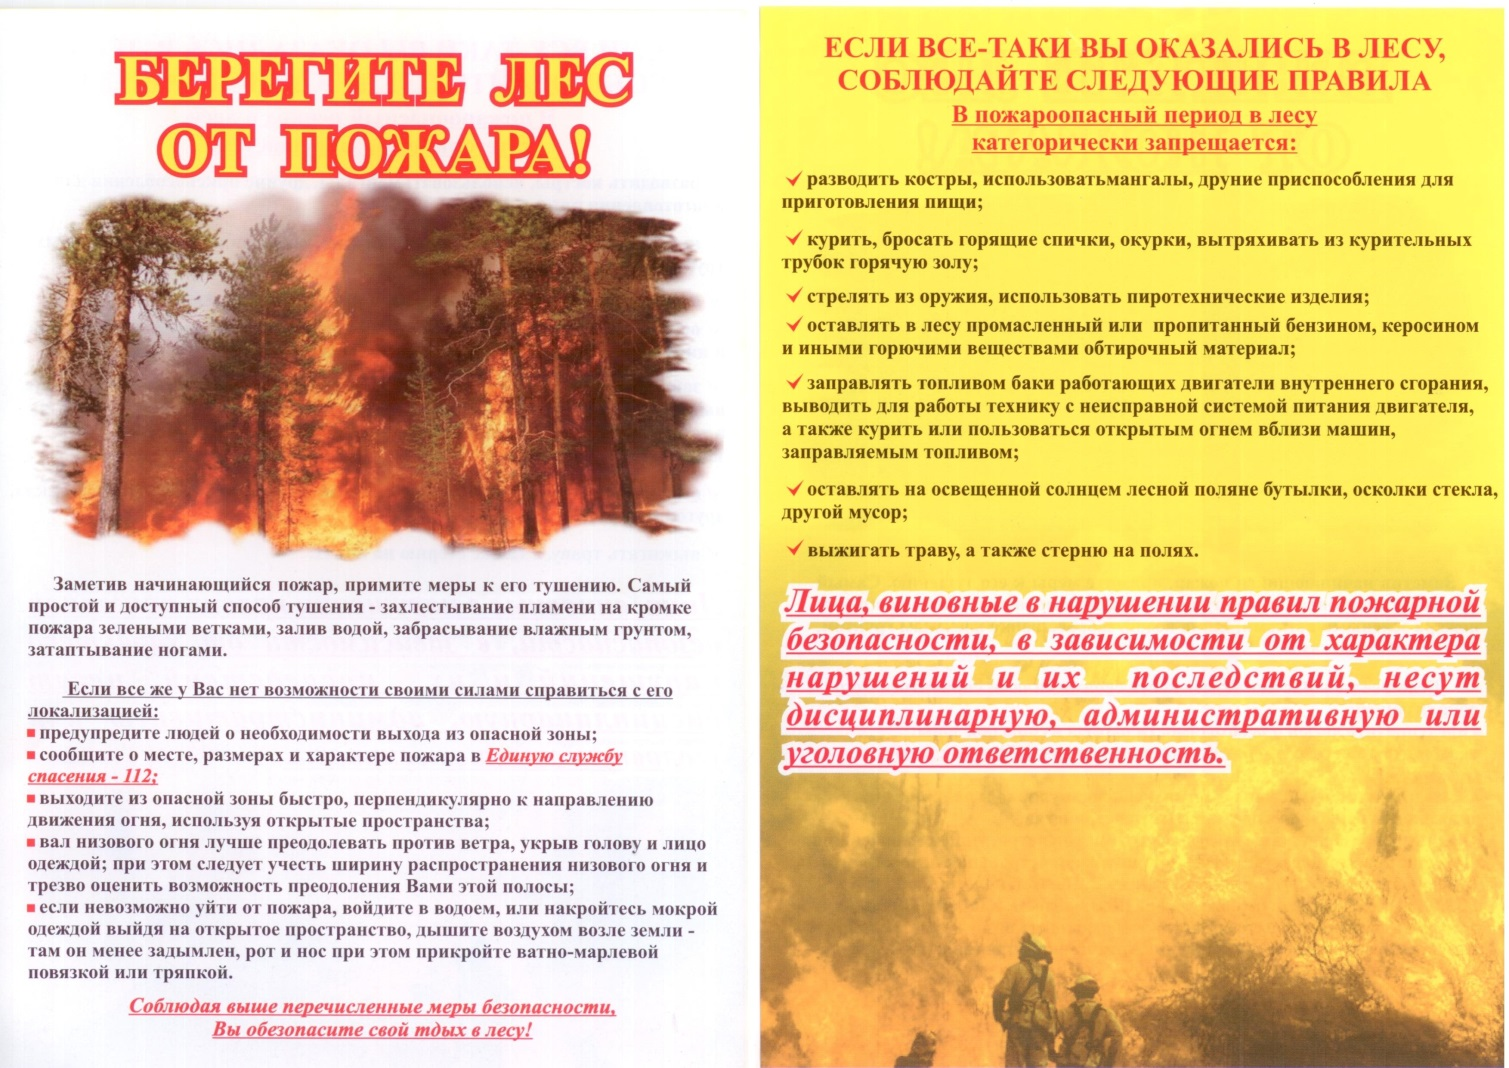 БЕРЕГИТЕ ЛЕС
ОТ ПОЖАРА!
Заметив начинающийся пожар, примите меры к его тушению. Самый
простой и доступный способ тушения - захлестывание пламени на кромке
пожара зелеными ветками, залив водой, забрасывание влажным грунтом,
затаптывание ногами.
Если все же у Вас нет возможности своими силами справиться с его
локализацией:
предупредите людей о необходимости выхода из опасной зоны;
сообщите о месте, размерах и характере пожара в Единую службу
спасения - 112;
выходите из опасной зоны быстро, перпендикулярно к направлению
движения огня, используя открытые пространства;
вал низового огня лучше преодолевать против ветра, укрыв голову и лицо
одеждой; при этом следует учесть ширину распространения низового огня и
трезво оценить возможность преодоления Вами этой полосы;
если невозможно уйти от пожара, войдите в водоем, или накройтесь мокрой
одеждой выйдя на открытое пространство, дышите воздухом возле земли -
там он менее задымлен, рот и нос при этом прикройте ватно-марлевой
повязкой или тряпкой.
Соблюдая выше перечисленные меры безопасности,
Вы обезопасите свой тдых в лесу!
ЕСЛИ ВСЕ-ТАКИ ВЫ ОКАЗАЛИСЬ В ЛЕСУ,
СОБЛЮДАЙТЕ СЛЕДУЮЩИЕ ПРАВИЛА
В пожароопасный период в лесу
категорически запрещается:
разводить костры, использоватьмангалы, друние приспособления для
приготовления пищи;
курить, бросать горящие спички, окурки, вытряхивать из курительных
трубок горячую золу;
стрелять из оружия, использовать пиротехнические изделия;
оставлять в лесу промасленный или пропитанный бензином, керосином
и иными горючими веществами обтирочный материал;
заправлять топливом баки работающих двигатели внутреннего сгорания,
выводить для работы технику с неисправной системой питания двигателя,
а также курить или пользоваться открытым огнем вблизи машин,
заправляемым топливом;
оставлять на освещенной солнцем лесной поляне бутылки, осколки стекла,
другой мусор;
выжигать траву, а также стерню на полях.
Лица, виновные в нарушении правил пожарной
безопасности, в зависимости от характера
нарушений и их последствий, несут
дисциплинарную, административную или
уголовную ответственность.